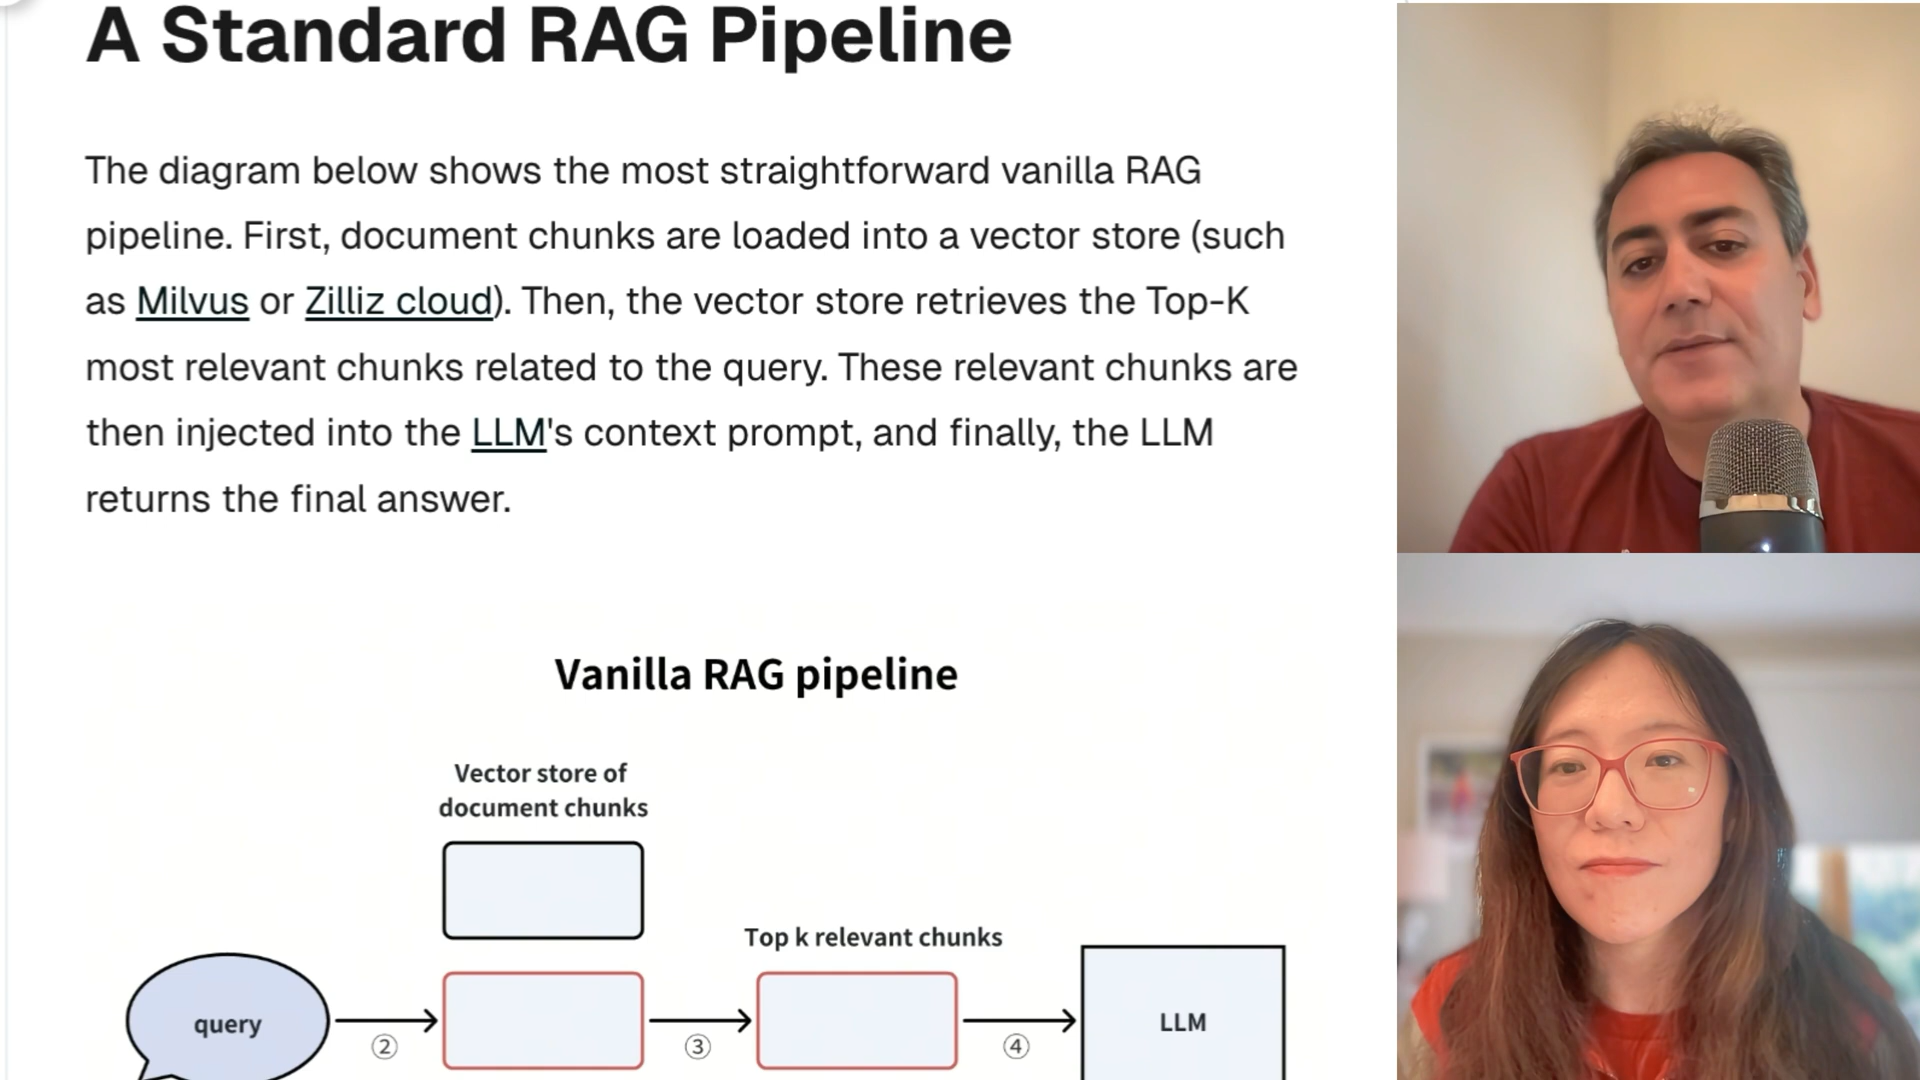 A Standard RAG Pipeline
The diagram below shows the most straightforward vanilla RAG
pipeline. First, document chunks are loaded into a vector store (such
as Milvus or Zilliz cloud). Then, the vector store retrieves the Top-K
most relevant chunks related to the query. These relevant chunks are
then injected into the LLM's context prompt, and finally, the LLM
returns the final answer.
Vanilla RAG pipeline
Vector store of
document chunks
Top k relevant chunks
query
②
③
④
LLM